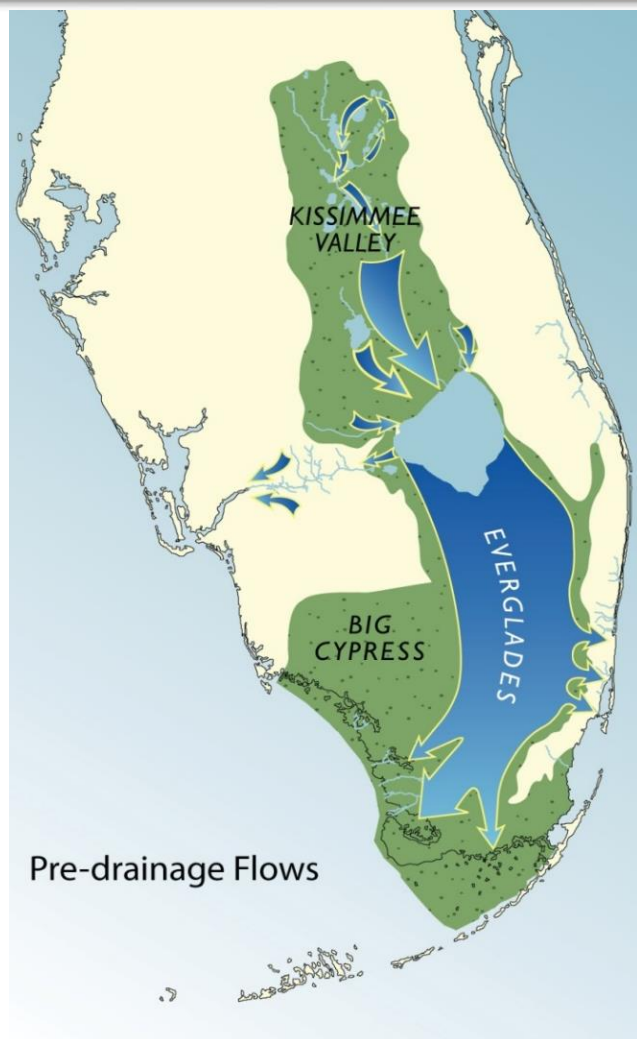 KISSIMMEE
VALLEY
EVERGLADES
BIG
CYPRESS
Pre-drainage Flows